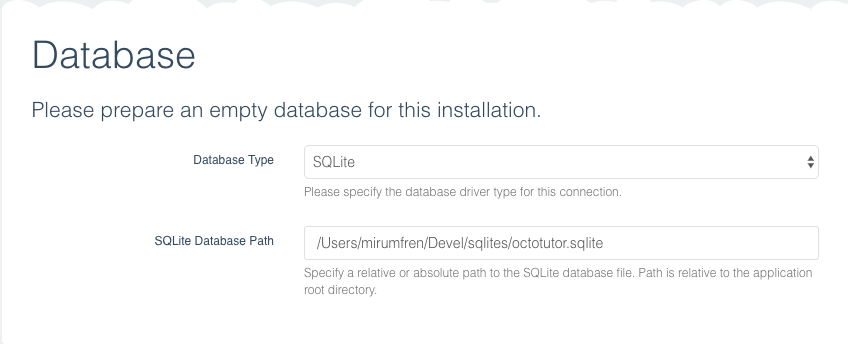 Database
Please prepare an empty database for this installation.
Database Type
SQLite
Please specify the database driver type for this connection.
SQLite Database Path
/Users/mirumfren/Devel/sqlites/octotutor.sqlite
Specify a relative or absolute path to the SQLite database file. Path is relative to the application
root directory.